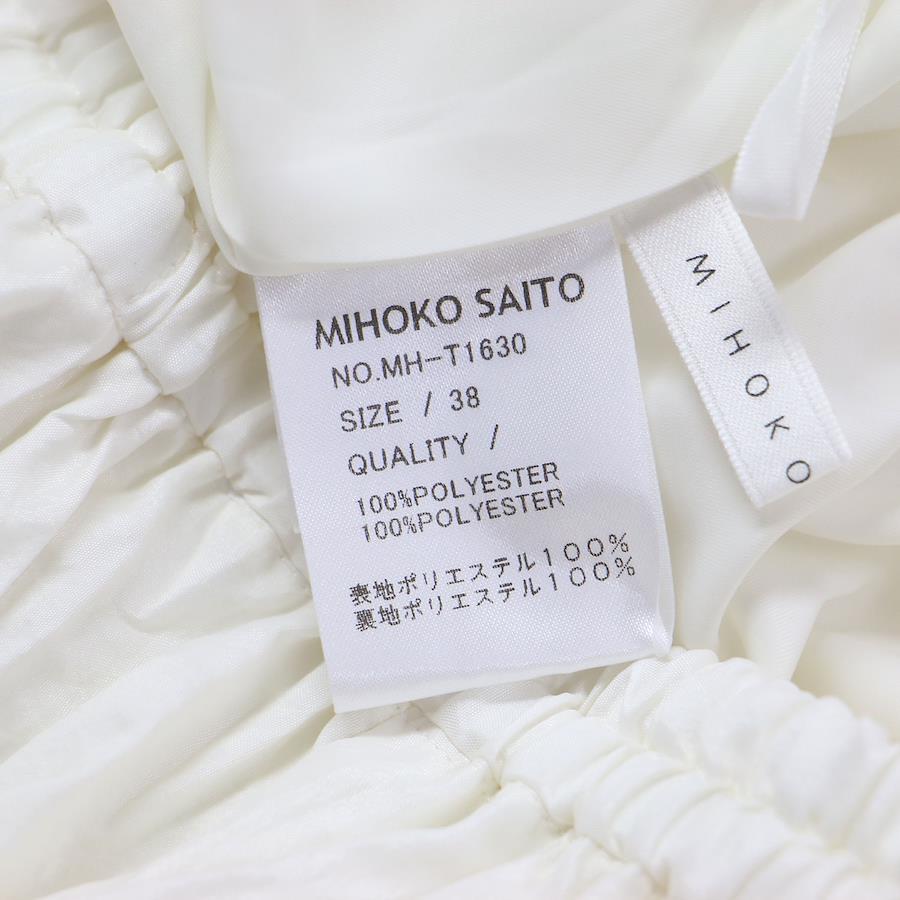 MIHOKO SAITO
NO.MH-T1630
SIZE / 38
QUALITY /
100%POLYESTER
100%POLYESTER
裏地ポリエステル１００％
裏地ポリエステル１００％
MIHOKO